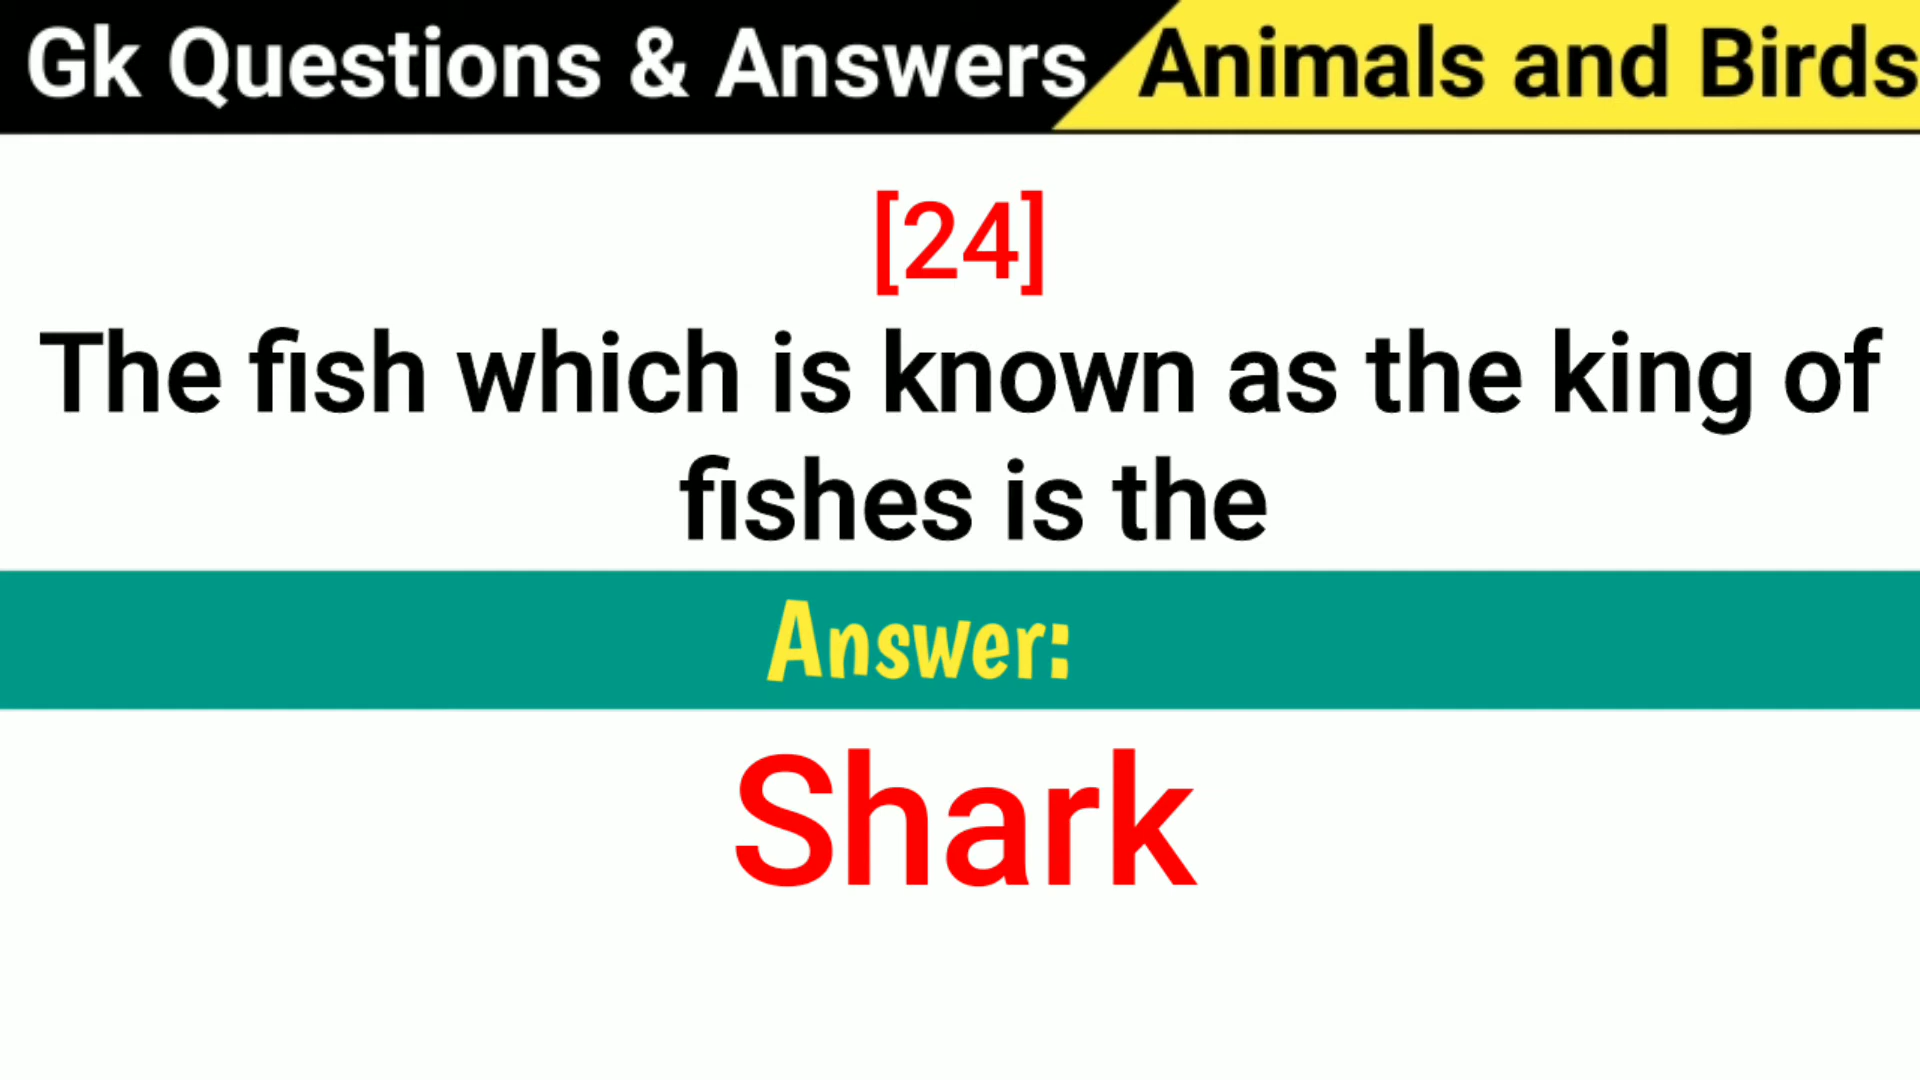 Gk Questions & Answers Animals and Birds
[24]
The fish which is known as the king of
fishes is the
Answer:
Shark